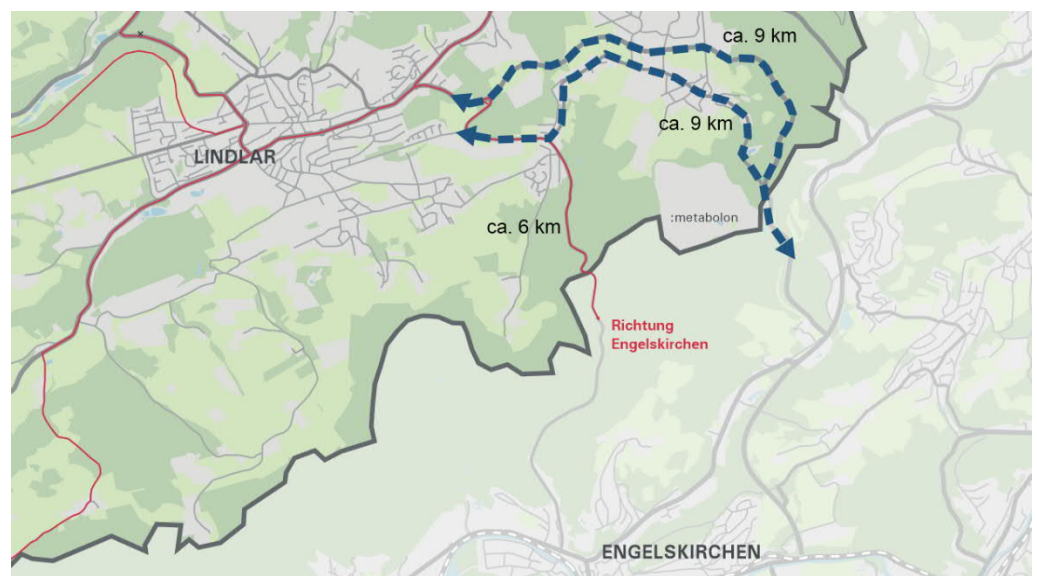 ca. 9 km
ca. 9 km
LINDLAR
:metabolon
ca. 6 km
Richtung
Engelskirchen
ENGELSKIRCHEN